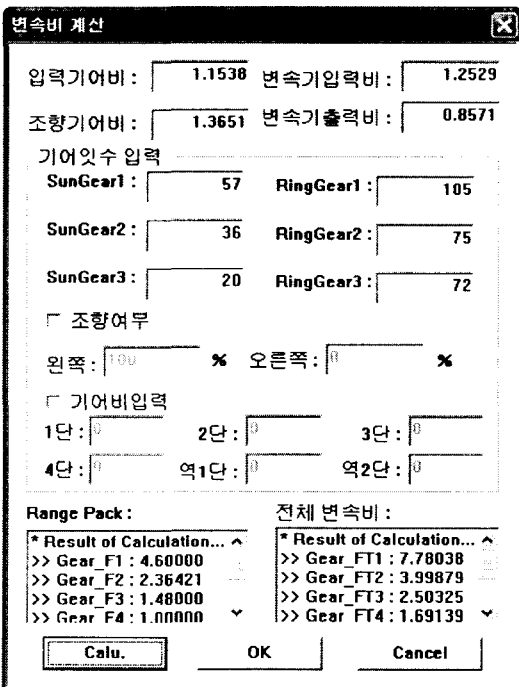 변속비 계산
입력기어비 : 1.1538 변속기입력비 : 1.2529
조향기어비 : 1.3651 변속기출력비 : 0.8571
기어잇수 입력
SunGear1 : 57 RingGear1 : 105
SunGear2 : 36 RingGear2 : 75
SunGear3 : 20 RingGear3 : 72
조향여부
왼쪽 : 100 % 오른쪽 : 0 %
기어비입력
1단 : 0 2단 : 0 3단 : 0
4단 : 0 역1단 : 0 역2단 : 0
Range Pack : 전체 변속비 :
* Result of Calculation... * Result of Calculation...
>> Gear_F1 : 4.60000 >> Gear_FT1 : 7.78038
>> Gear_F2 : 2.36421 >> Gear_FT2 : 3.99879
>> Gear_F3 : 1.48000 >> Gear_FT3 : 2.50325
>> Gear_F4 : 1.00000 >> Gear_FT4 : 1.69139
Calu. OK Cancel